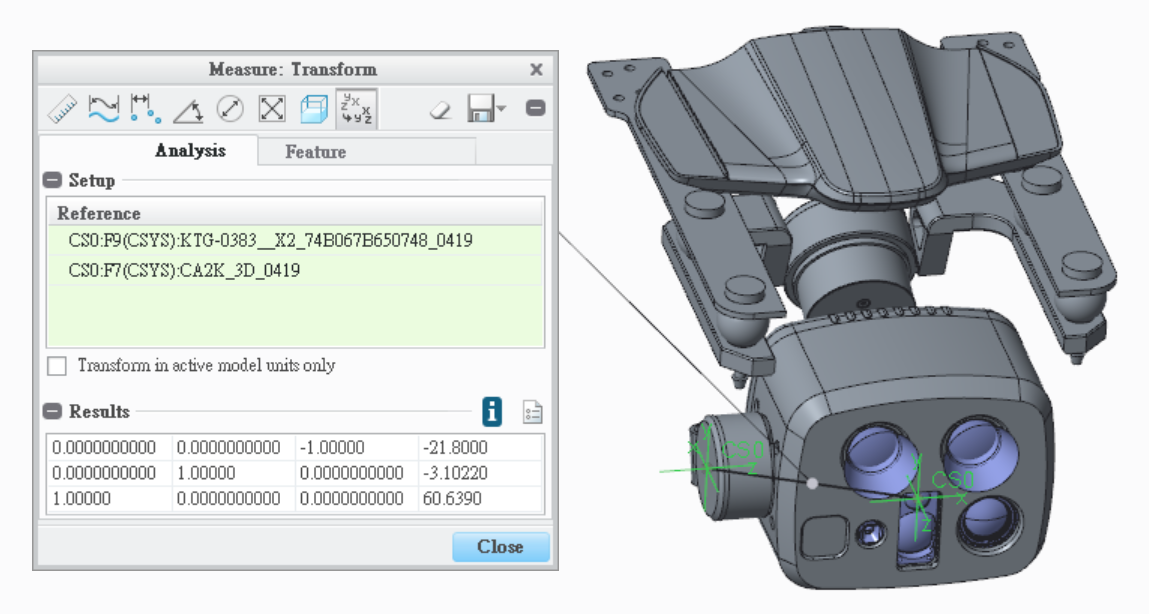 Measure: Transform
Analysis Feature
Setup
Reference
CS0:F9(CSYS):KTG-0383__X2_74B067B650748_0419
CS0:F7(CSYS):CA2K_3D_0419
Transform in active model units only
Results
0.0000000000 0.0000000000 -1.00000 -21.8000
0.0000000000 1.00000 0.0000000000 -3.10220
1.00000 0.0000000000 0.0000000000 60.6390
Close
CS0
Z
CS0
X
Z